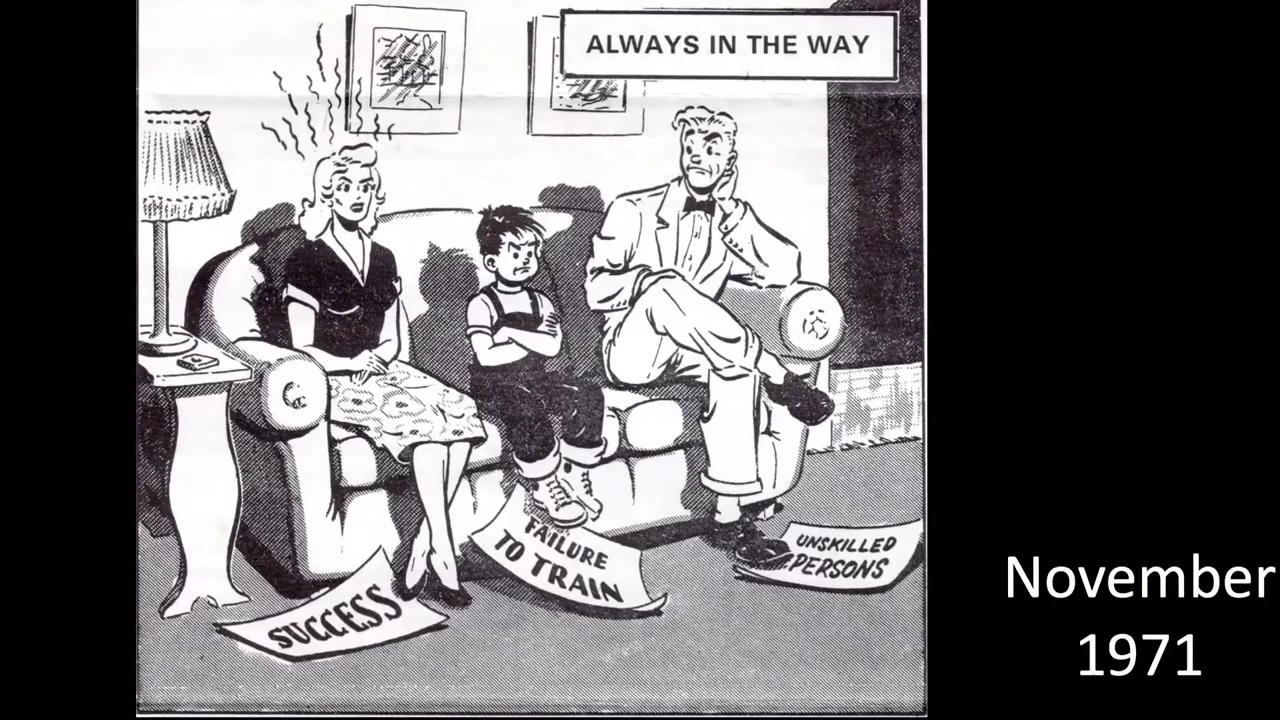 ALWAYS IN THE WAY
SUCCESS
FAILURE
TO TRAIN
UNSKILLED
PERSONS
November
1971